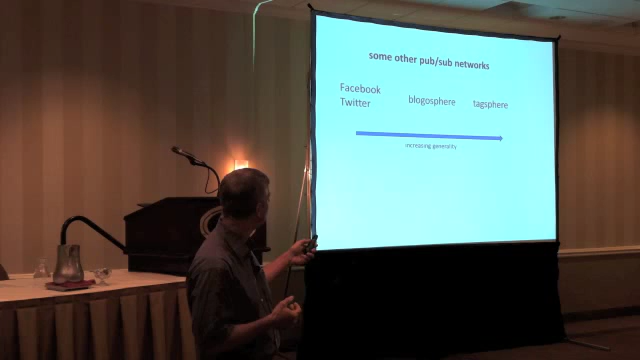 some other pub/sub networks
Facebook
Twitter
blogosphere
tagsphere
increasing generality